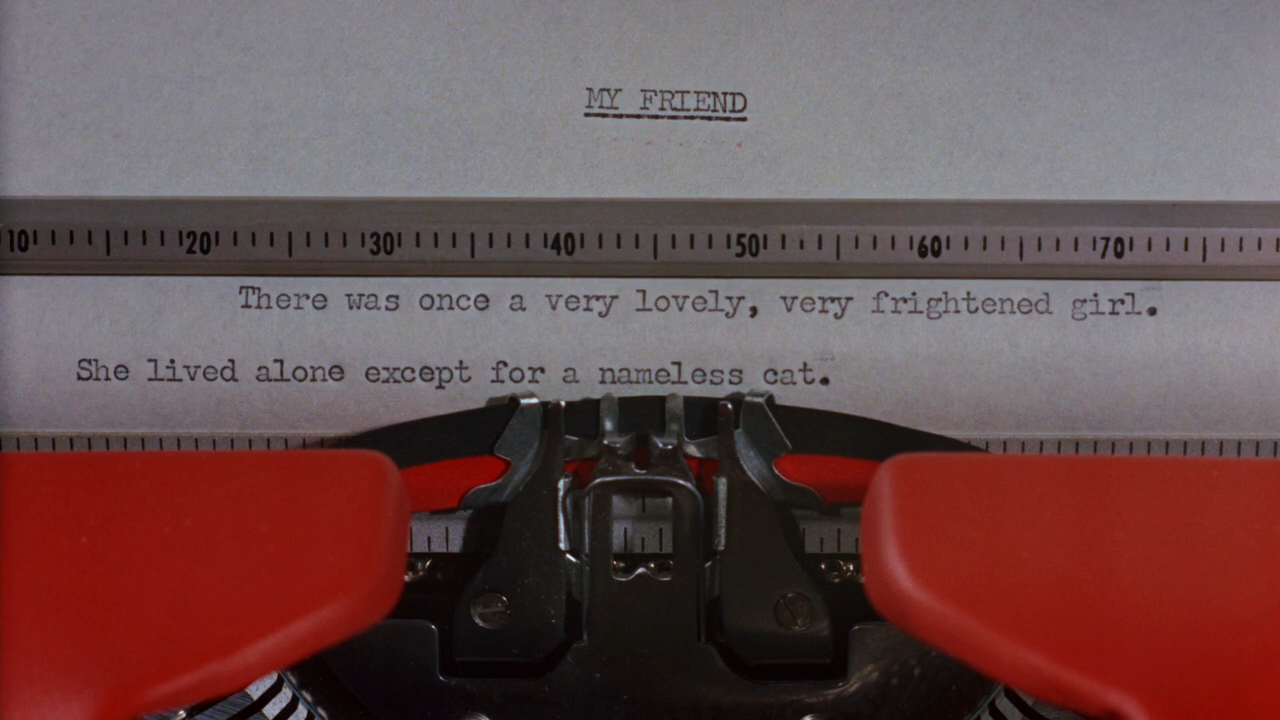 MY FRIEND
10 20 30 40 50 60 70
There was once a very lovely, very frightened girl.
She lived alone except for a nameless cat.